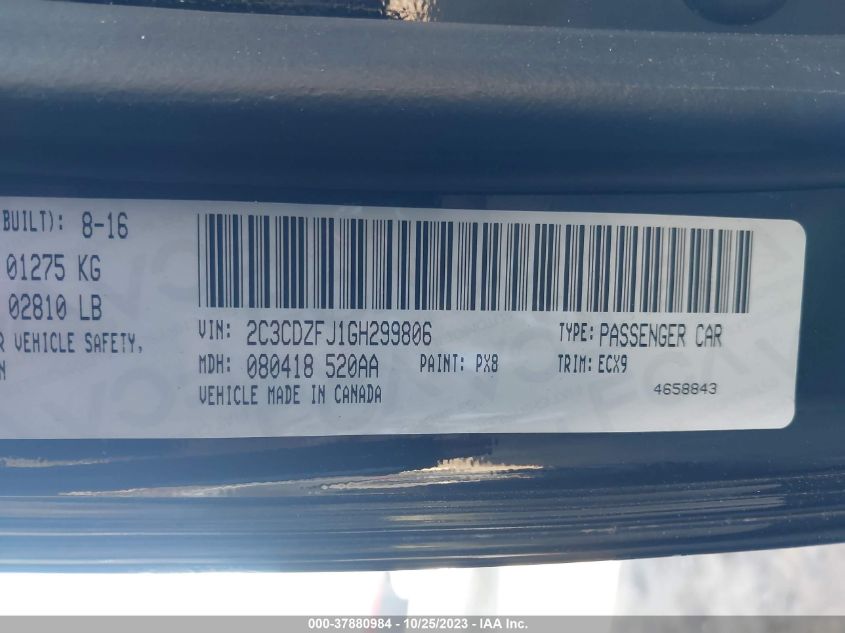 BUILT): 8-16
01275 KG
02810 LB
R VEHICLE SAFETY,
N
VIN: 2C3CDZFJ1GH299806 TYPE: PASSENGER CAR
MDH: 080418 520AA PAINT: PX8 TRIM: ECX9
VEHICLE MADE IN CANADA 4658843
000-37880984 - 10/25/2023 - IAA Inc.